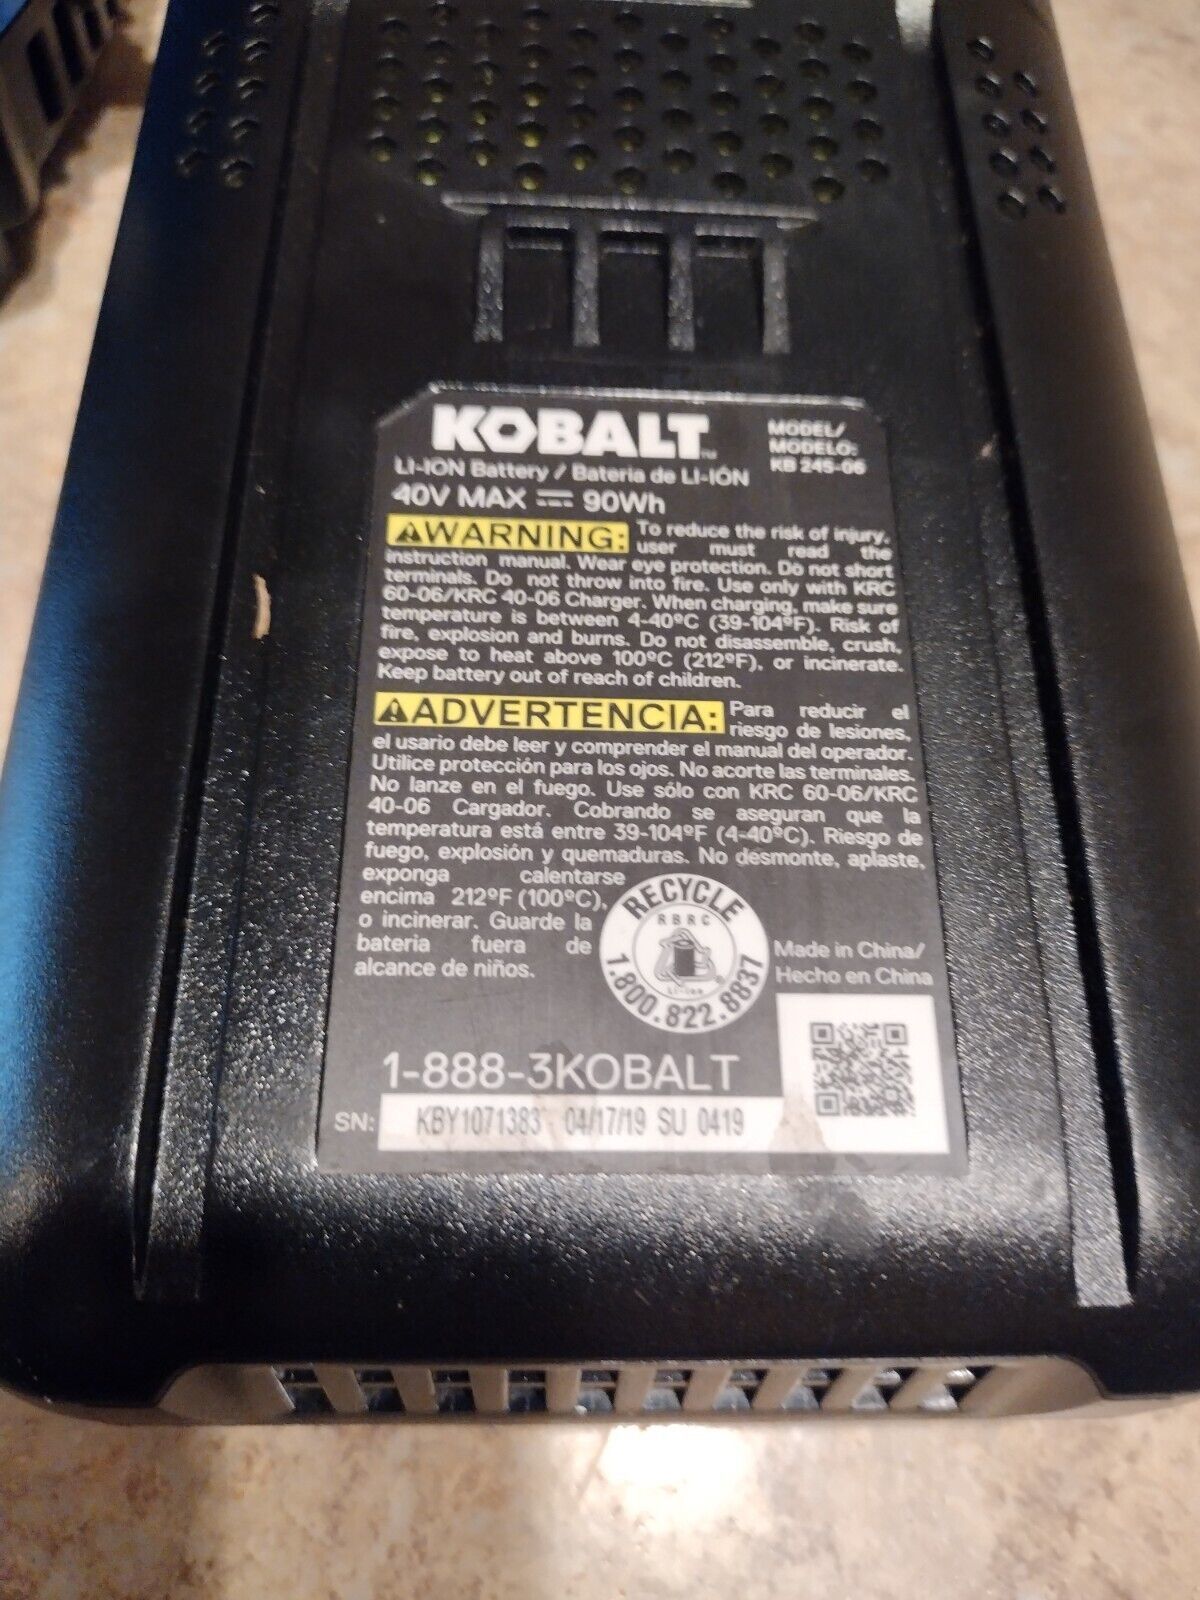 KOBALT™
MODEL/
MODELO:
KB 245-06
LI-ION Battery / Bateria de LI-IÓN
40V MAX ⎓ 90Wh
⚠WARNING: To reduce the risk of injury,
user must read the
instruction manual. Wear eye protection. Do not short
terminals. Do not throw into fire. Use only with KRC
60-06/KRC 40-06 Charger. When charging, make sure
temperature is between 4-40ºC (39-104ºF). Risk of
fire, explosion and burns. Do not disassemble, crush,
expose to heat above 100ºC (212ºF), or incinerate.
Keep battery out of reach of children.
⚠ADVERTENCIA: Para reducir el
riesgo de lesiones,
el usario debe leer y comprender el manual del operador.
Utilice protección para los ojos. No acorte las terminales.
No lanze en el fuego. Use sólo con KRC 60-06/KRC
40-06 Cargador. Cobrando se aseguran que la
temperatura está entre 39-104ºF (4-40ºC). Riesgo de
fuego, explosión y quemaduras. No desmonte, aplaste,
exponga calentarse
encima 212ºF (100ºC),
o incinerar. Guarde la
bateria fuera de
alcance de niños.
RECYCLE
RBRC
Li-ion
1.800.822.8837
Made in China/
Hecho en China
1-888-3KOBALT
SN: KBY1071383 04/17/19 SU 0419